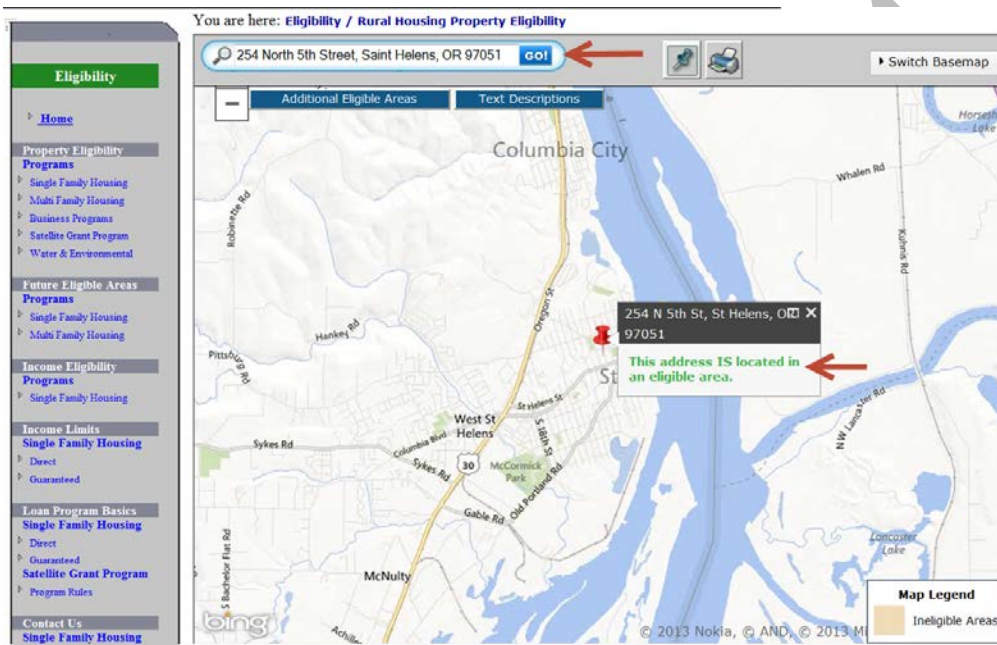 You are here: Eligibility / Rural Housing Property Eligibility
254 North 5th Street, Saint Helens, OR 97051 GO!
Switch Basemap
Eligibility
Home
Property Eligibility
Programs
Single Family Housing
Multi Family Housing
Business Programs
Satellite Grant Program
Water & Environmental
Future Eligible Areas
Programs
Single Family Housing
Multi Family Housing
Income Eligibility
Programs
Single Family Housing
Income Limits
Single Family Housing
Direct
Guaranteed
Loan Program Basics
Single Family Housing
Direct
Guaranteed
Satellite Grant Program
Program Rules
Contact Us
Single Family Housing
Additional Eligible Areas
Text Descriptions
Columbia City
Lake
Whalen Rd
Robinette Rd
Kuhnis Rd
Oregon St
254 N 5th St, St Helens, O
97051
This address IS located in
an eligible area.
Hankey Rd
Pittsburg Rd
St
St Helens St
West St
Helens
S 18th St
NW Lancaster Rd
Sykes Rd
Columbia Blvd
Sykes Rd
30
McCormick
Park
Old Portland Rd
Gable Rd
S Bachelor Flat Rd
Lancaster
Lake
McNulty
Map Legend
Ineligible Areas
bing
© 2013 Nokia, © AND, © 2013 Mi